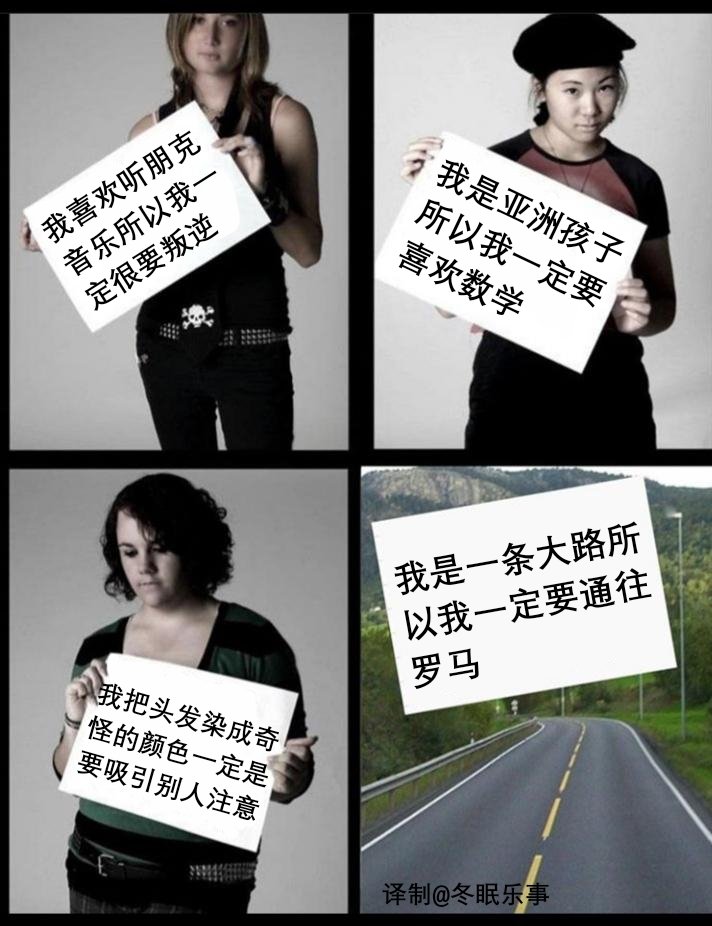 我喜欢听朋克
音乐所以我一
定很要叛逆
我是亚洲孩子
所以我一定要
喜欢数学
我把头发染成奇
怪的颜色一定是
要吸引别人注意
我是一条大路所
以我一定要通往
罗马
译制@冬眠乐事